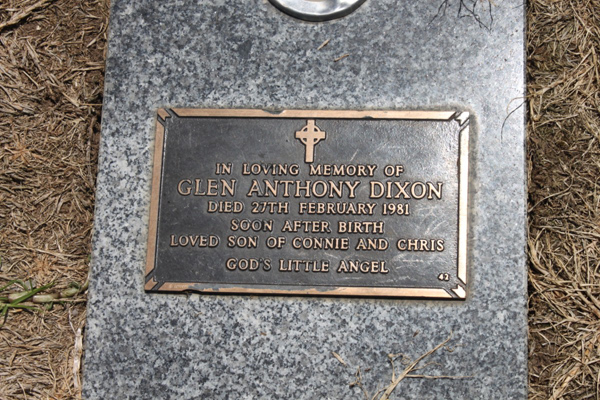 IN LOVING MEMORY OF
GLEN ANTHONY DIXON
DIED 27TH FEBRUARY 1981
SOON AFTER BIRTH
LOVED SON OF CONNIE AND CHRIS
GOD'S LITTLE ANGEL
42